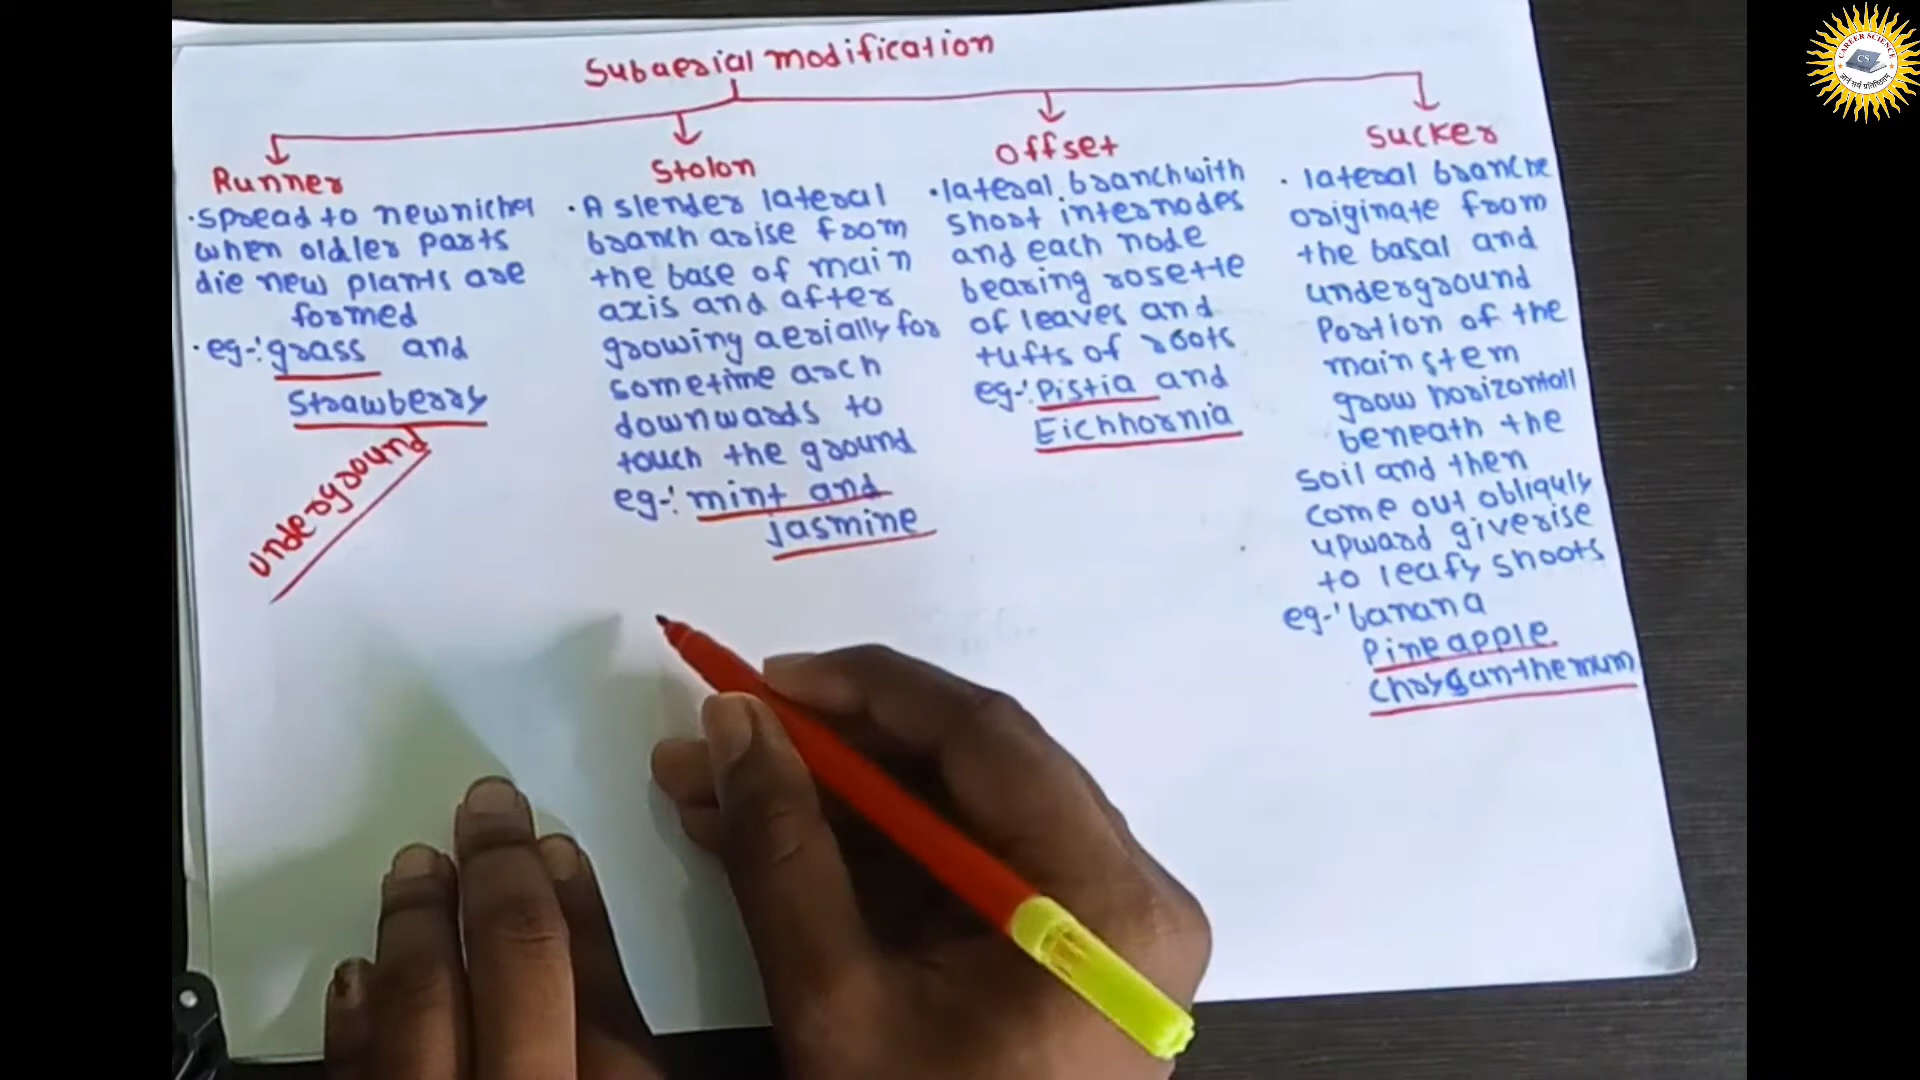 Subaerial modification
Runner
• spread to new niches
when oldler parts
die new plants are
formed
• eg-: grass and
Strawberry
Underground
Stolon
• A slender lateral
branch arise from
the base of main
axis and after
growing aerially for
sometime arch
downwards to
touch the ground
eg-: mint and
jasmine
Offset
• lateral branch with
short internodes
and each node
bearing rosette
of leaves and
tufts of roots
eg-: Pistia and
Eichhornia
Sucker
• lateral branche
originate from
the basal and
underground
Portion of the
main stem
grow horizontall
beneath the
soil and then
come out obliquly
upward giverise
to leafy shoots
eg-: banana
Pineapple
CAREER SCIENCE
CS